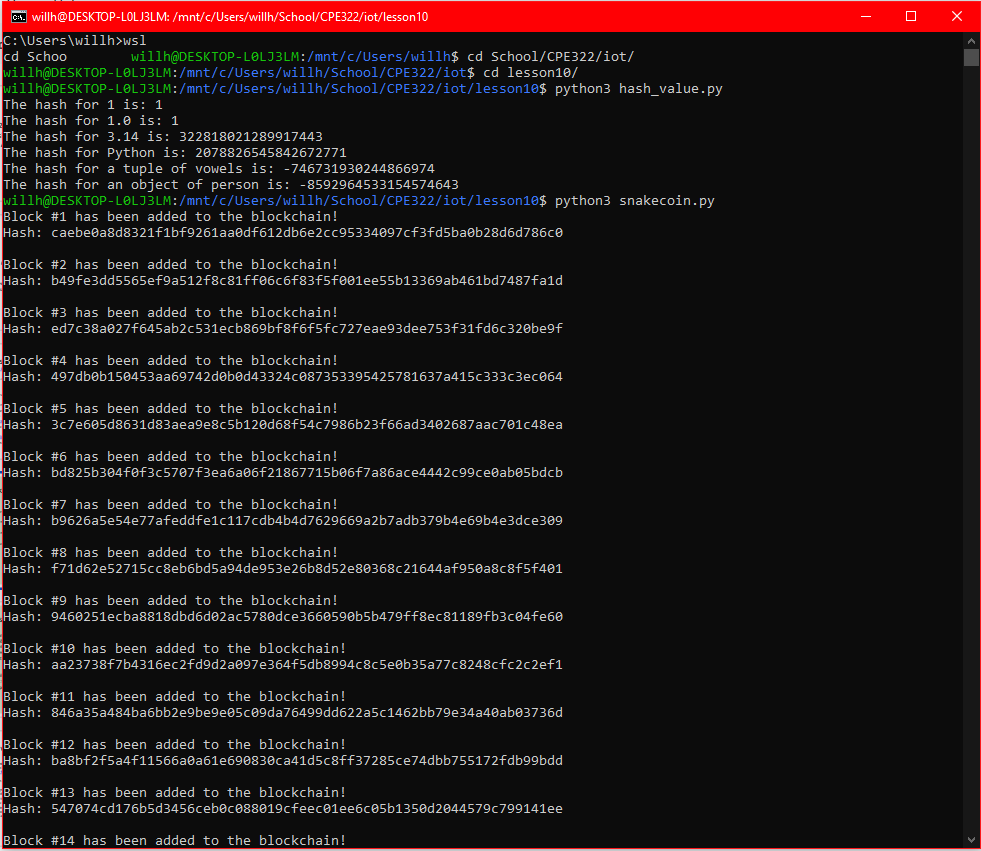 willh@DESKTOP-L0LJ3LM: /mnt/c/Users/willh/School/CPE322/iot/lesson10
C:\Users\willh>wsl
cd Schoo        willh@DESKTOP-L0LJ3LM:/mnt/c/Users/willh$ cd School/CPE322/iot/
willh@DESKTOP-L0LJ3LM:/mnt/c/Users/willh/School/CPE322/iot$ cd lesson10/
willh@DESKTOP-L0LJ3LM:/mnt/c/Users/willh/School/CPE322/iot/lesson10$ python3 hash_value.py
The hash for 1 is: 1
The hash for 1.0 is: 1
The hash for 3.14 is: 322818021289917443
The hash for Python is: 2078826545842672771
The hash for a tuple of vowels is: -746731930244866974
The hash for an object of person is: -8592964533154574643
willh@DESKTOP-L0LJ3LM:/mnt/c/Users/willh/School/CPE322/iot/lesson10$ python3 snakecoin.py
Block #1 has been added to the blockchain!
Hash: caebe0a8d8321f1bf9261aa0df612db6e2cc95334097cf3fd5ba0b28d6d786c0

Block #2 has been added to the blockchain!
Hash: b49fe3dd5565ef9a512f8c81ff06c6f83f5f001ee55b13369ab461bd7487fa1d

Block #3 has been added to the blockchain!
Hash: ed7c38a027f645ab2c531ecb869bf8f6f5fc727eae93dee753f31fd6c320be9f

Block #4 has been added to the blockchain!
Hash: 497db0b150453aa69742d0b0d43324c087353395425781637a415c333c3ec064

Block #5 has been added to the blockchain!
Hash: 3c7e605d8631d83aea9e8c5b120d68f54c7986b23f66ad3402687aac701c48ea

Block #6 has been added to the blockchain!
Hash: bd825b304f0f3c5707f3ea6a06f21867715b06f7a86ace4442c99ce0ab05bdcb

Block #7 has been added to the blockchain!
Hash: b9626a5e54e77afeddfe1c117cdb4b4d7629669a2b7adb379b4e69b4e3dce309

Block #8 has been added to the blockchain!
Hash: f71d62e52715cc8eb6bd5a94de953e26b8d52e80368c21644af950a8c8f5f401

Block #9 has been added to the blockchain!
Hash: 9460251ecba8818dbd6d02ac5780dce3660590b5b479ff8ec81189fb3c04fe60

Block #10 has been added to the blockchain!
Hash: aa23738f7b4316ec2fd9d2a097e364f5db8994c8c5e0b35a77c8248cfc2c2ef1

Block #11 has been added to the blockchain!
Hash: 846a35a484ba6bb2e9be9e05c09da76499dd622a5c1462bb79e34a40ab03736d

Block #12 has been added to the blockchain!
Hash: ba8bf2f5a4f11566a0a61e690830ca41d5c8ff37285ce74dbb755172fdb99bdd

Block #13 has been added to the blockchain!
Hash: 547074cd176b5d3456ceb0c088019cfeec01ee6c05b1350d2044579c799141ee

Block #14 has been added to the blockchain!